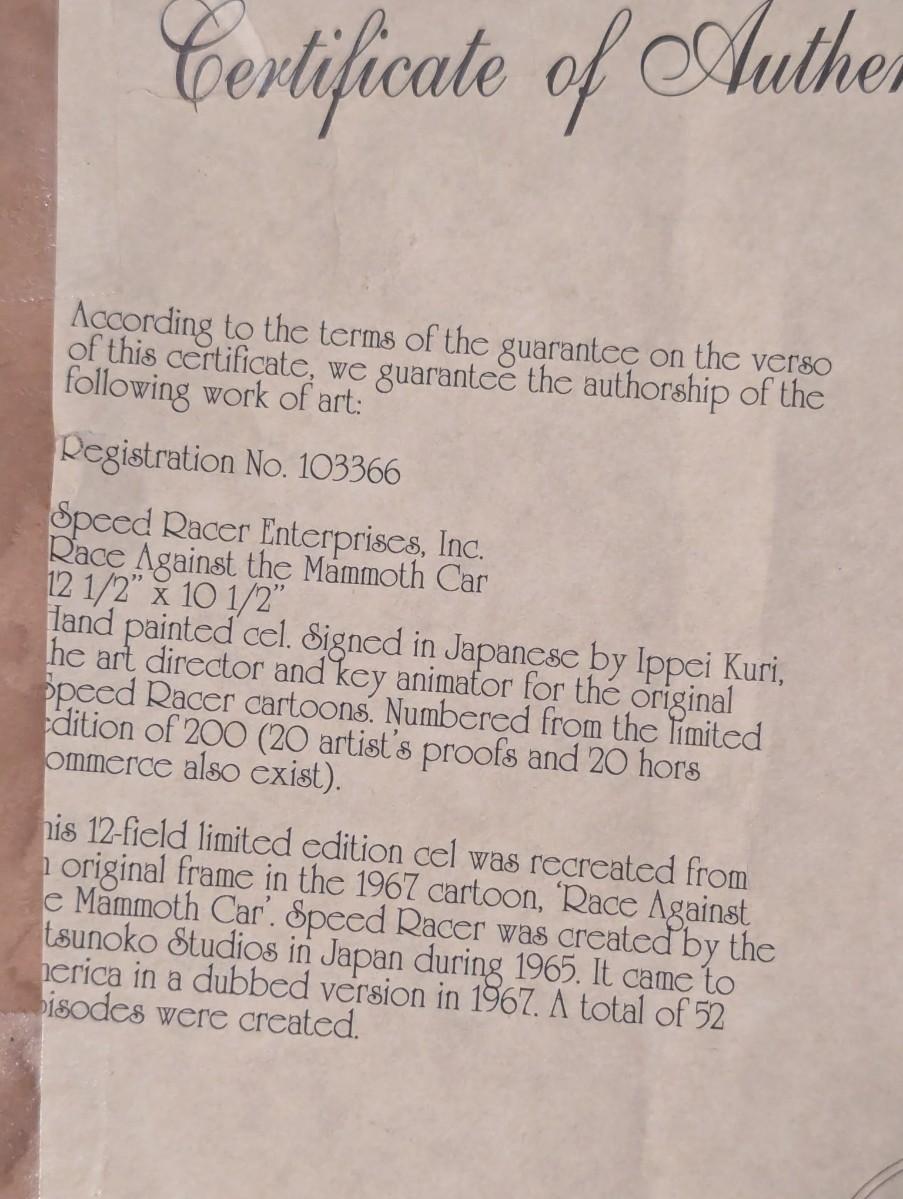 Certificate of Authen
According to the terms of the guarantee on the verso
of this certificate, we guarantee the authorship of the
following work of art:
Registration No. 103366
Speed Racer Enterprises, Inc.
Race Against the Mammoth Car
12 1/2" x 10 1/2"
Hand painted cel. Signed in Japanese by Ippei Kuri,
he art director and key animator for the original
Speed Racer cartoons. Numbered from the limited
edition of 200 (20 artist's proofs and 20 hors
ommerce also exist).
his 12-field limited edition cel was recreated from
n original frame in the 1967 cartoon, 'Race Against
e Mammoth Car'. Speed Racer was created by the
tsunoko Studios in Japan during 1965. It came to
merica in a dubbed version in 1967. A total of 52
pisodes were created.